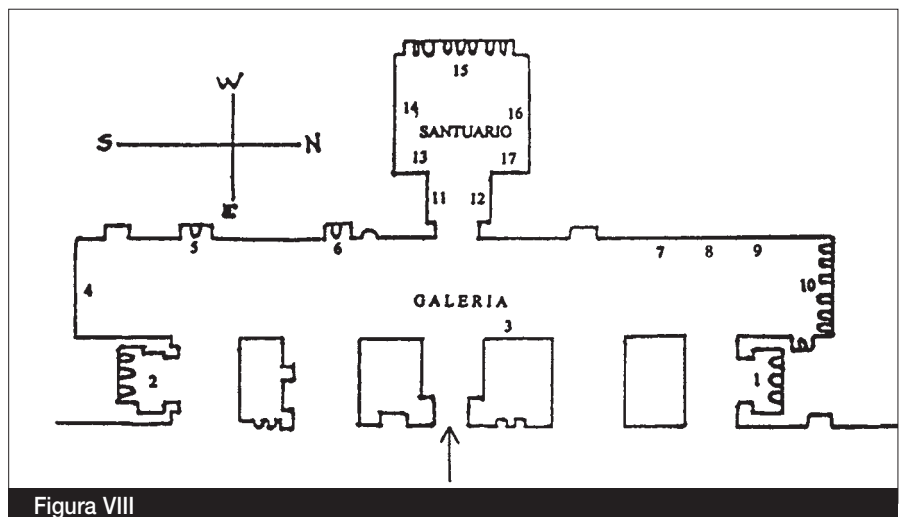 15
W
14 16
SANTUARIO
S N
13 17
11 12
E
5 6 7 8 9
4 10
GALERIA
3
2 1
Figura VIII